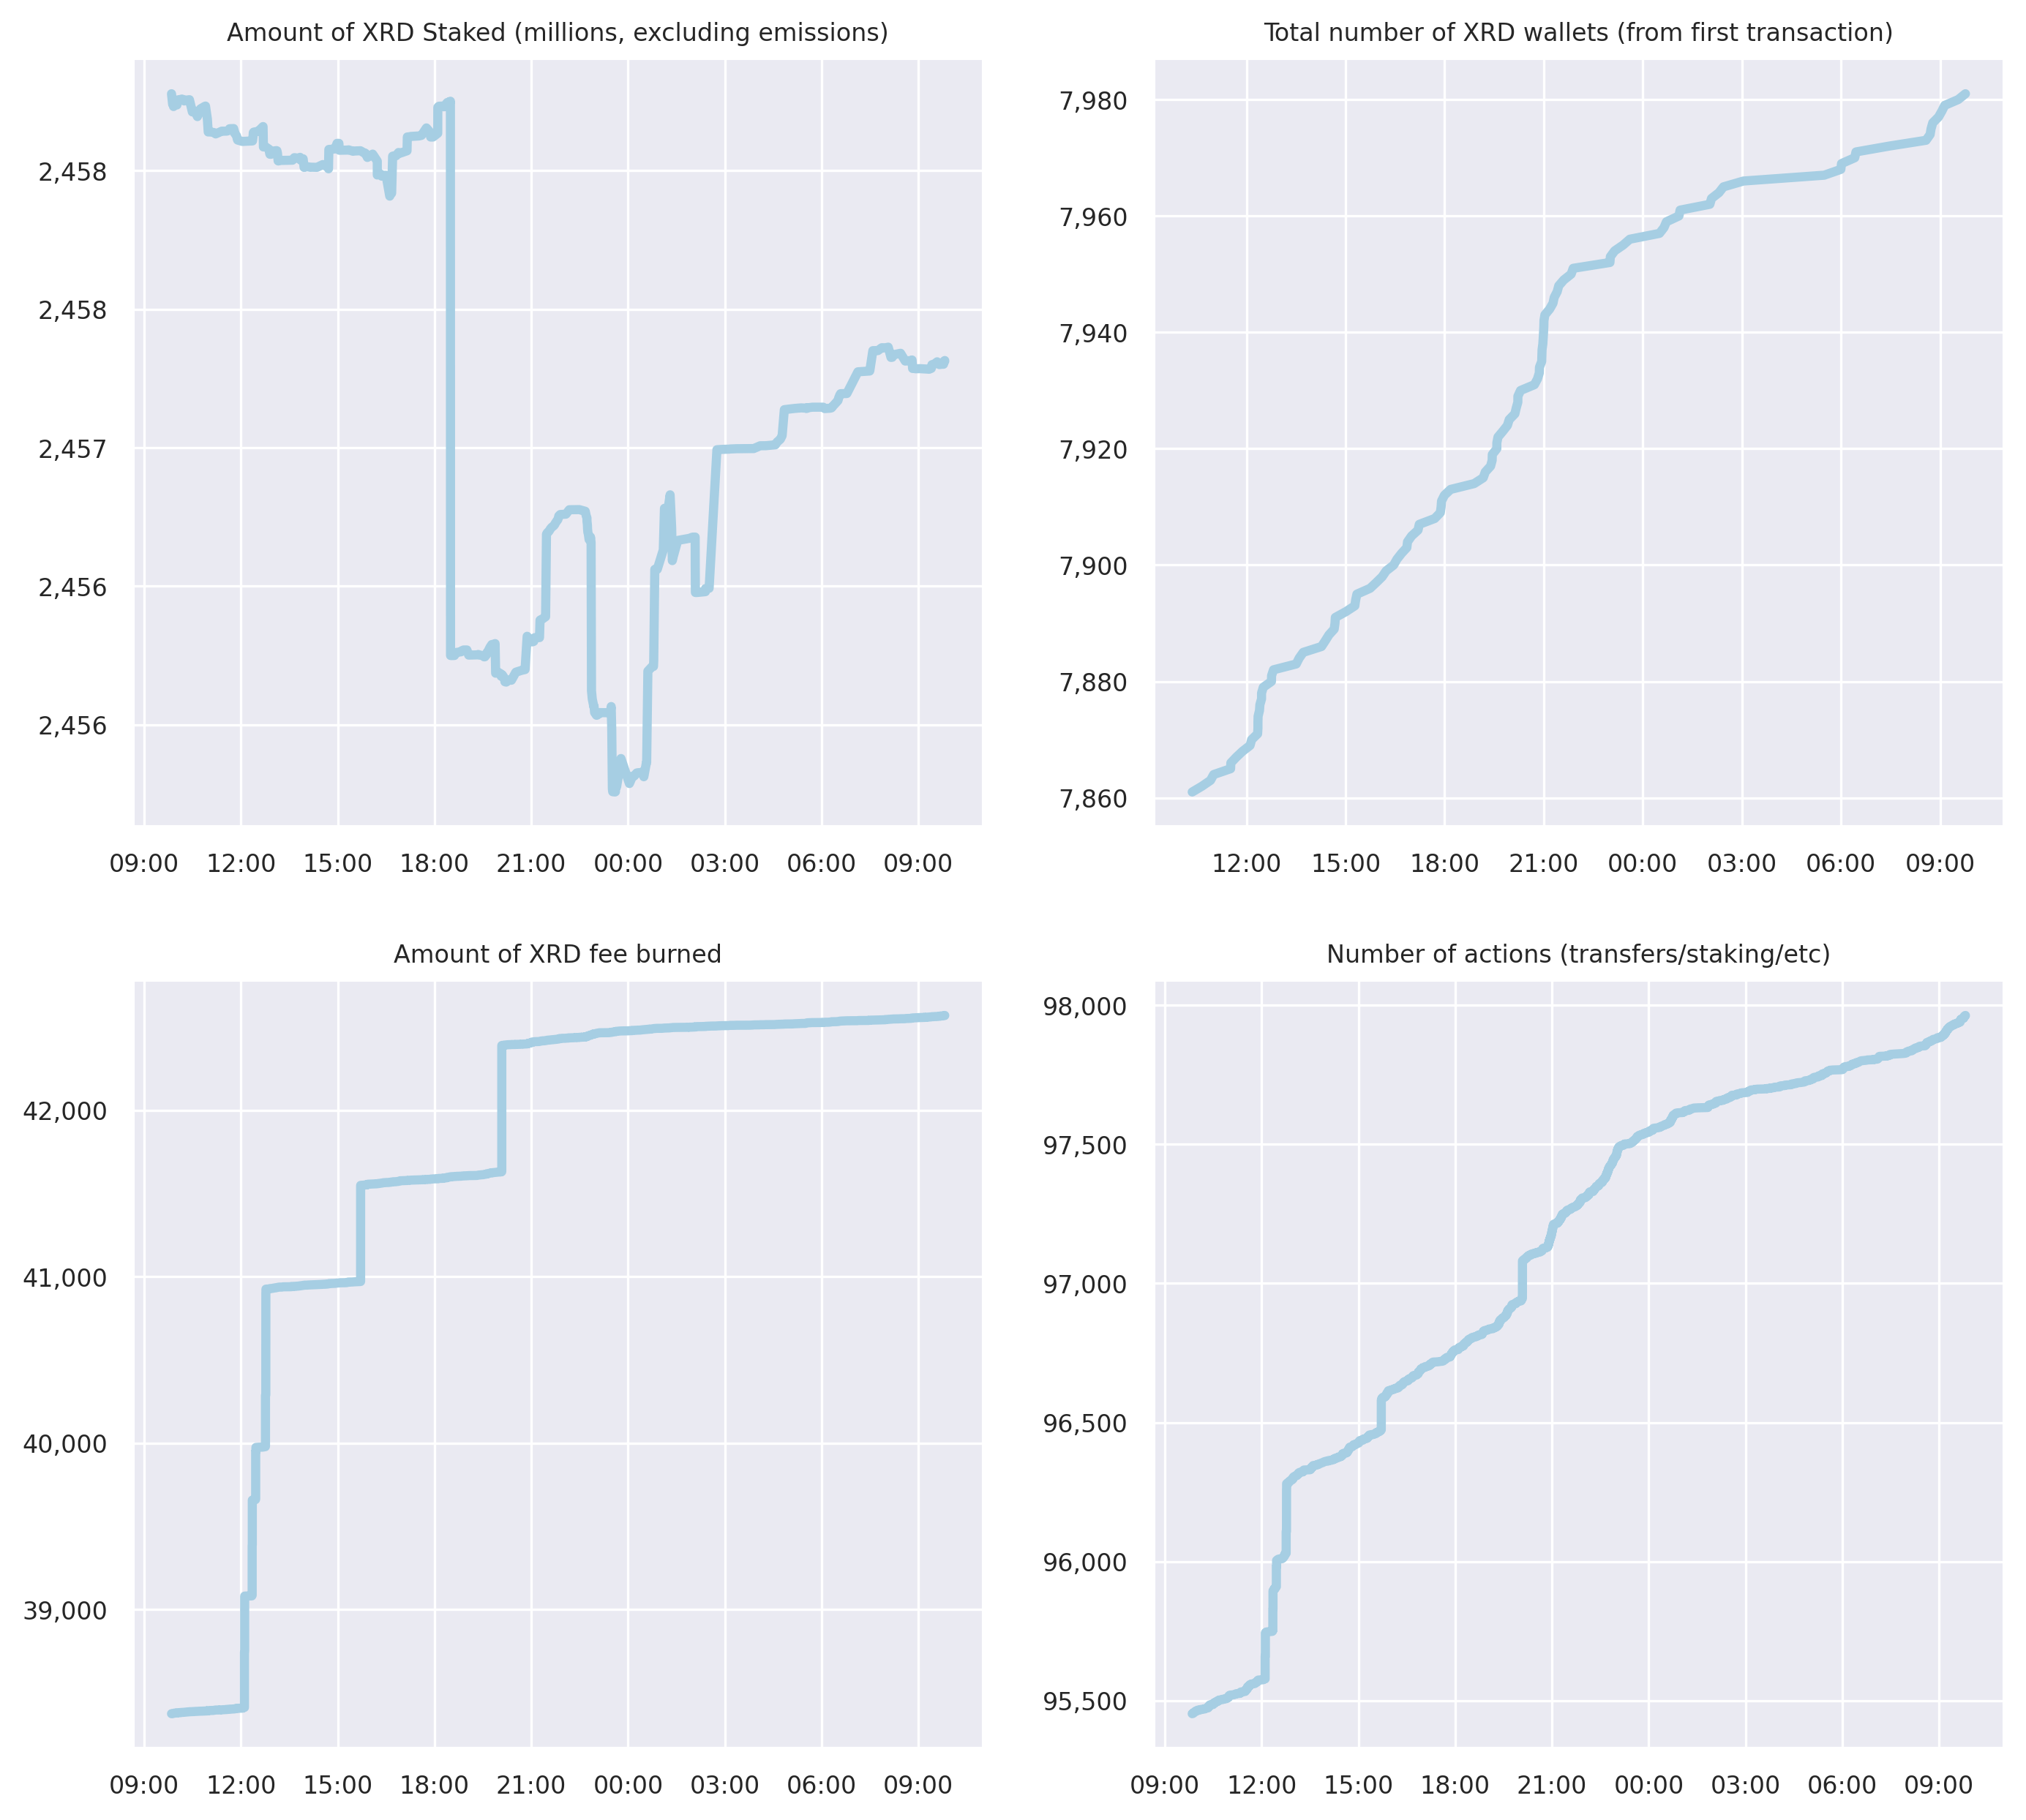 Amount of XRD Staked (millions, excluding emissions)
2,458
2,458
2,457
2,456
2,456
09:00 12:00 15:00 18:00 21:00 00:00 03:00 06:00 09:00
Total number of XRD wallets (from first transaction)
7,980
7,960
7,940
7,920
7,900
7,880
7,860
12:00 15:00 18:00 21:00 00:00 03:00 06:00 09:00
Amount of XRD fee burned
42,000
41,000
40,000
39,000
09:00 12:00 15:00 18:00 21:00 00:00 03:00 06:00 09:00
Number of actions (transfers/staking/etc)
98,000
97,500
97,000
96,500
96,000
95,500
09:00 12:00 15:00 18:00 21:00 00:00 03:00 06:00 09:00